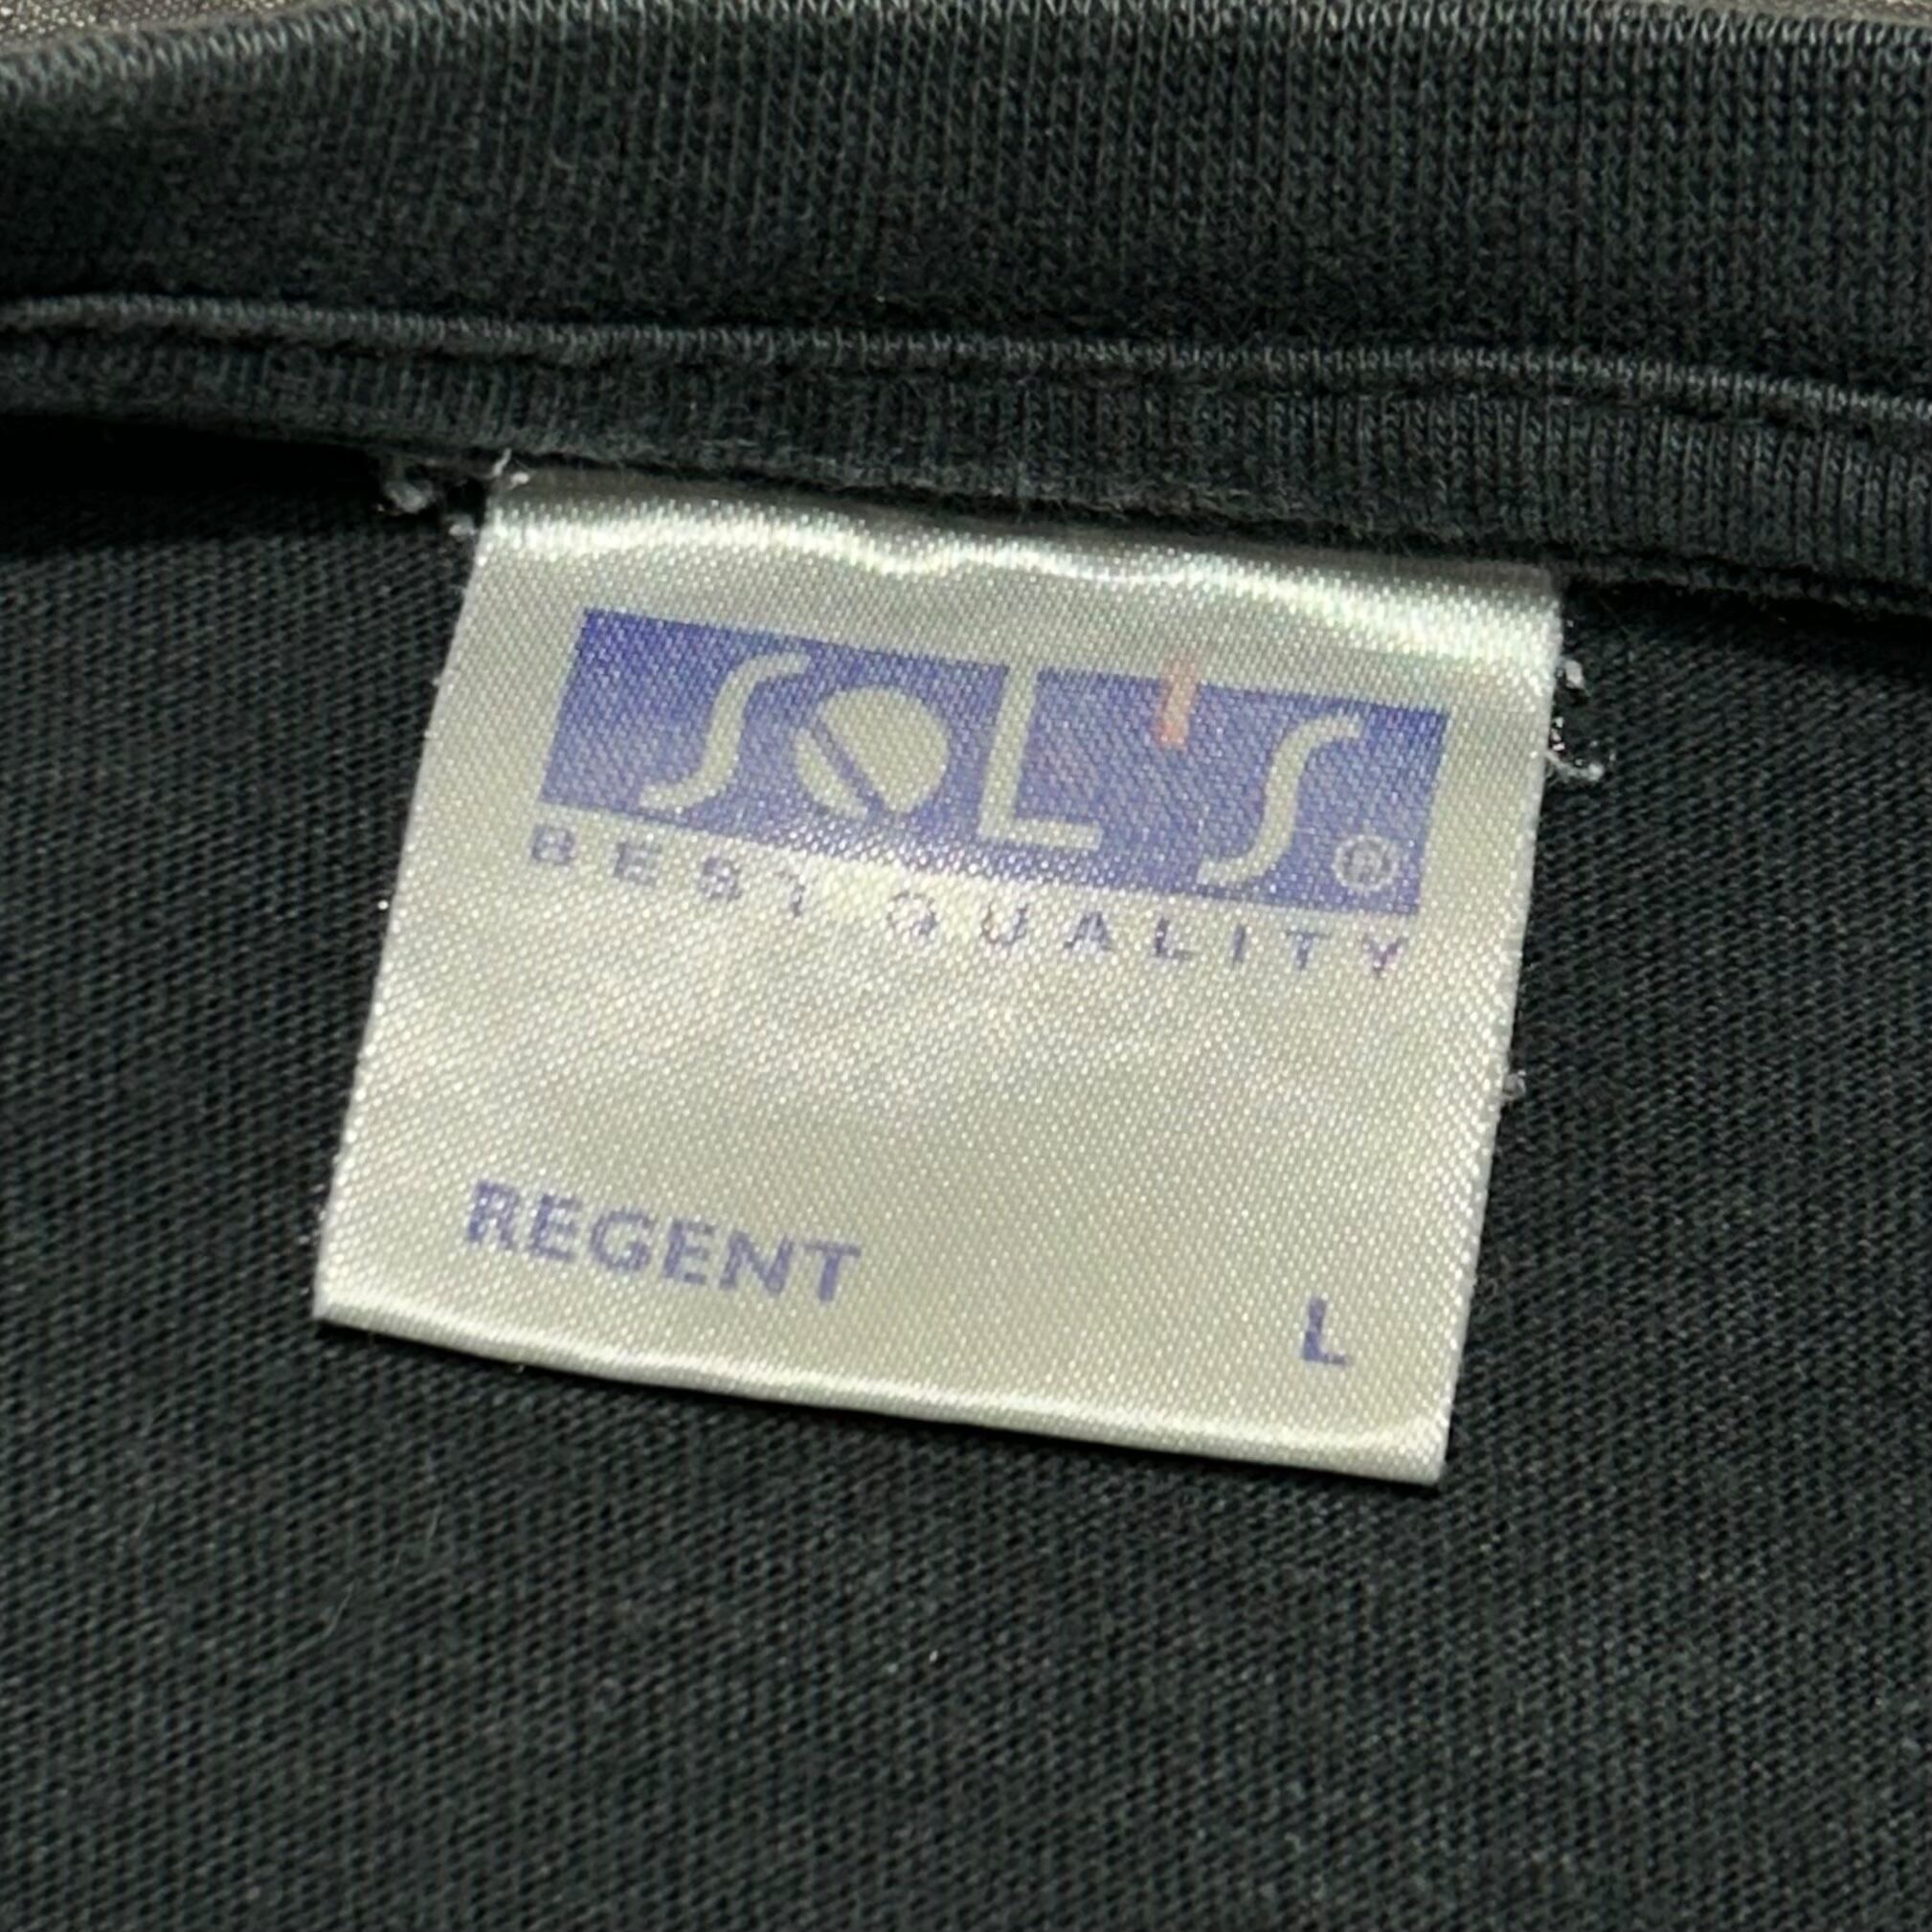 SOL'S®
BEST QUALITY
REGENT
L